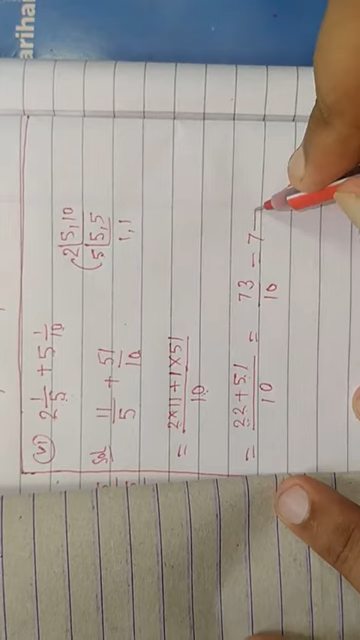 arihan
(vi) 2 1/5 + 5 1/10
Sol 11/5 + 51/10
2 | 5, 10
5 | 5, 5
1, 1
= 2×11+1×51/10
= 22+51/10 = 73/10 = 7